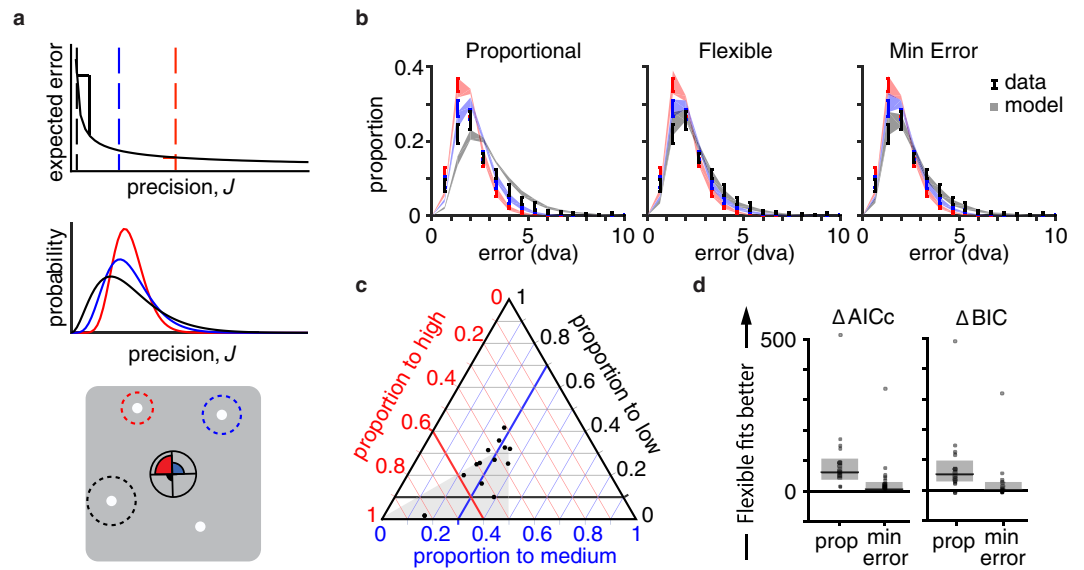 a
expected error
precision, J
probability
precision, J
b
Proportional
Flexible
Min Error
data
model
proportion
0.4
0.2
0
0 5 10
0 5 10
0 5 10
error (dva)
error (dva)
error (dva)
c
proportion to high
0
0.2
0.4
0.6
0.8
1
proportion to low
1
0.8
0.6
0.4
0.2
0
0 0.2 0.4 0.6 0.8 1
proportion to medium
d
Flexible fits better
Δ AICc
Δ BIC
500
0
prop
min
error
prop
min
error